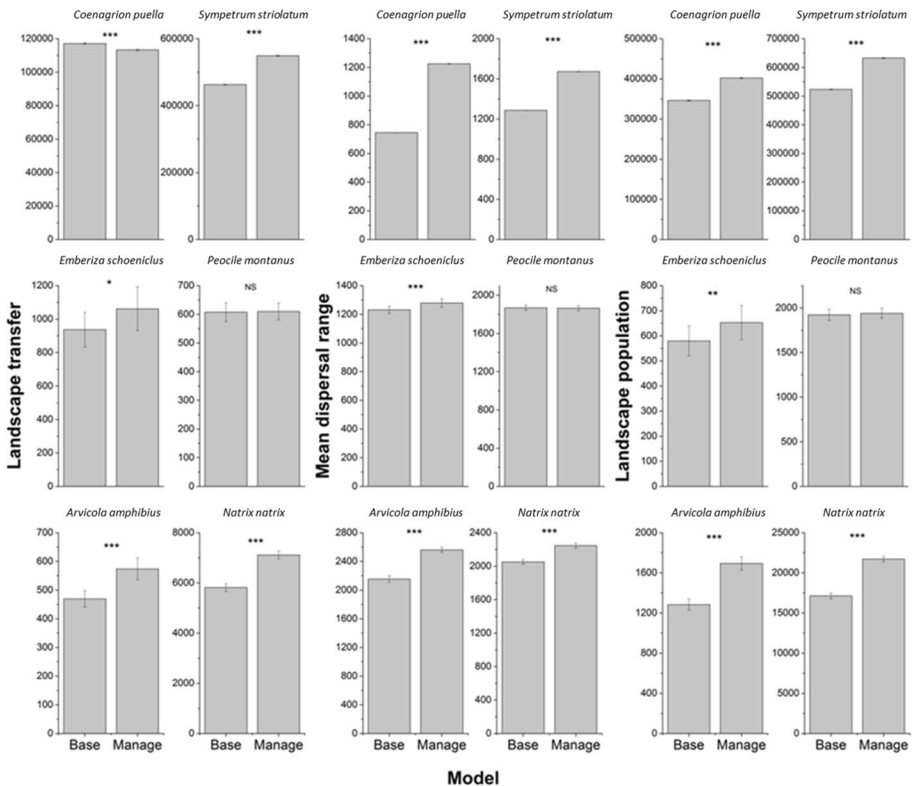 Coenagrion puella Sympetrum striolatum Coenagrion puella Sympetrum striolatum Coenagrion puella Sympetrum striolatum
120000 600000 1400 2000 500000 700000
*** *** *** *** *** ***
100000 1200 1600 400000 600000
80000 400000 1000 1200 300000 500000
60000 800 800 200000 400000
40000 200000 600 400 100000 300000
20000 400 200000
0 0 200 0 0 100000
0 0
Emberiza schoeniclus Peocile montanus Emberiza schoeniclus Peocile montanus Emberiza schoeniclus Peocile montanus
Landscape transfer
1200 700 1400 2000 800 2000
* NS *** NS ** NS
1000 600 1200 1600 700 1750
800 500 1000 1200 600 1250
600 400 800 800 500 750
400 300 600 400 400 250
200 200 400 0 300 0
0 100 200 200
0 0 100
0
Mean dispersal range
Landscape population
Arvicola amphibius Natrix natrix Arvicola amphibius Natrix natrix Arvicola amphibius Natrix natrix
700 8000 2800 2400 2000 25000
*** *** *** *** *** ***
600 6000 2400 2000 1600 20000
500 4000 2000 1600 1200 15000
400 2000 1600 1200 800 10000
300 0 1200 800 400 5000
200 800 400 0 0
100 400 0
0 0
Base Manage Base Manage Base Manage Base Manage Base Manage Base Manage
Model